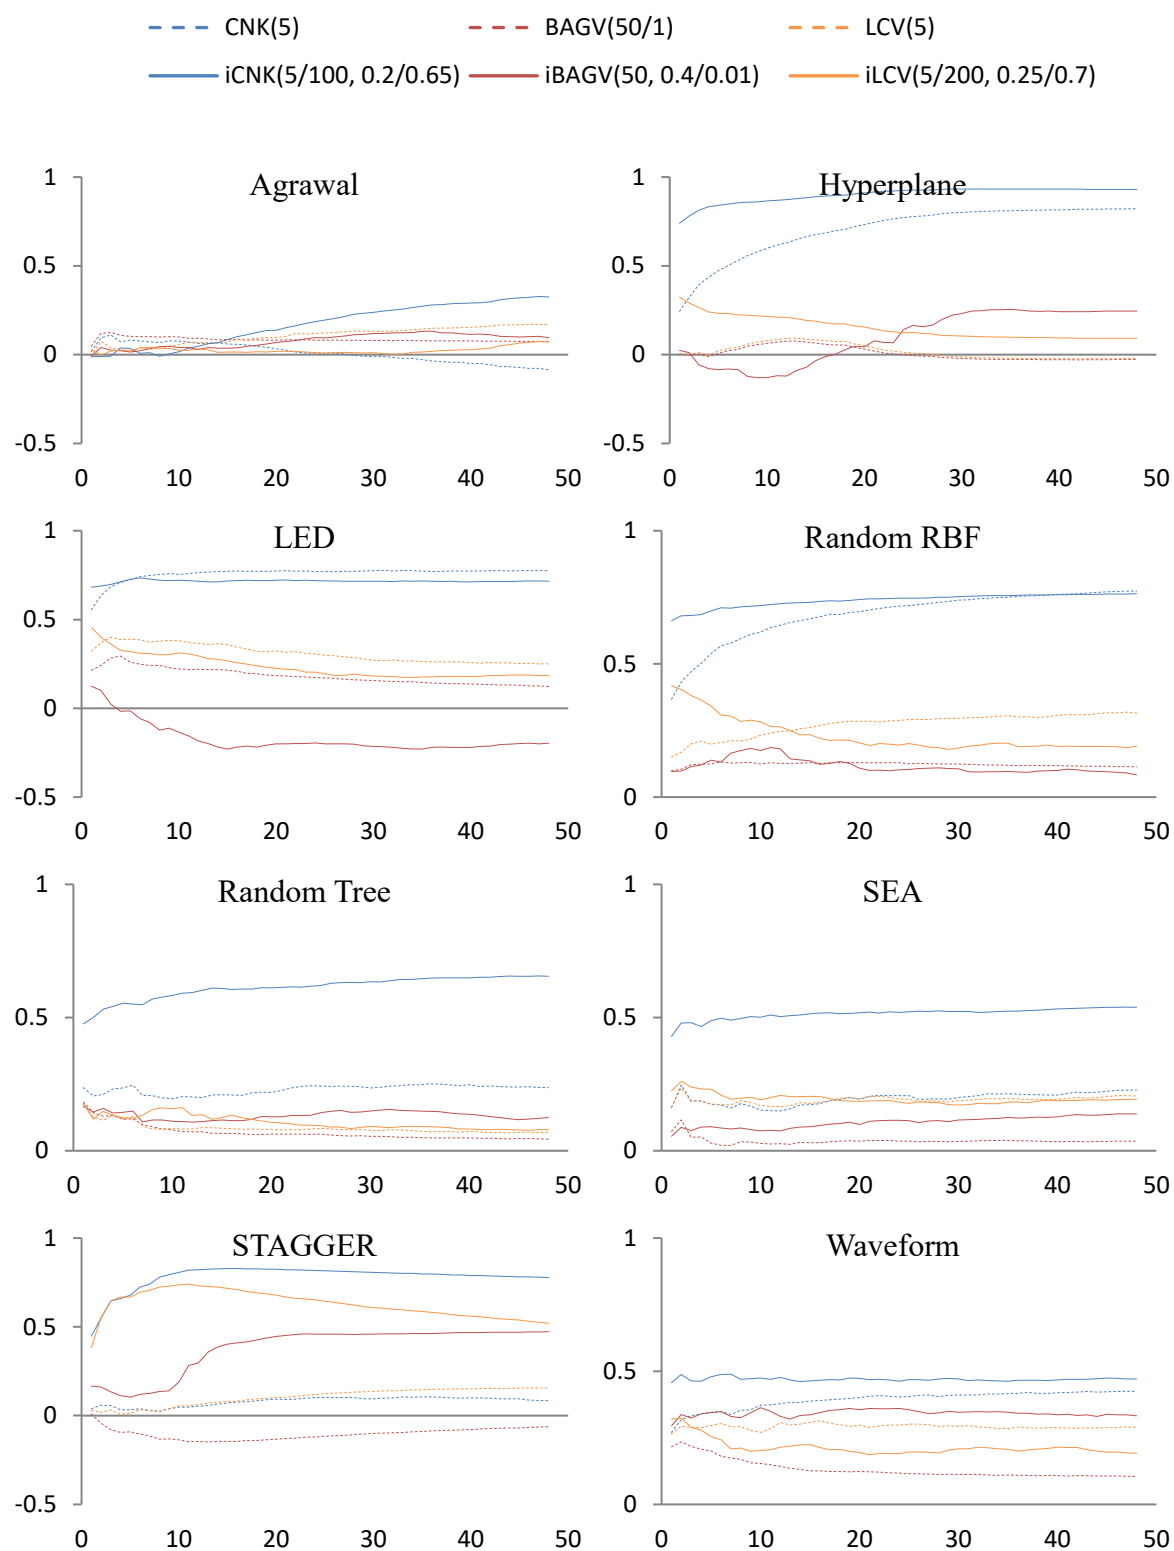 CNK(5) BAGV(50/1) LCV(5)
iCNK(5/100, 0.2/0.65) iBAGV(50, 0.4/0.01) iLCV(5/200, 0.25/0.7)
Agrawal
1
0.5
0
-0.5
0 10 20 30 40 50
Hyperplane
1
0.5
0
-0.5
0 10 20 30 40 50
LED
1
0.5
0
-0.5
0 10 20 30 40 50
Random RBF
1
0.5
0
0 10 20 30 40 50
Random Tree
1
0.5
0
0 10 20 30 40 50
SEA
1
0.5
0
0 10 20 30 40 50
STAGGER
1
0.5
0
-0.5
0 10 20 30 40 50
Waveform
1
0.5
0
0 10 20 30 40 50